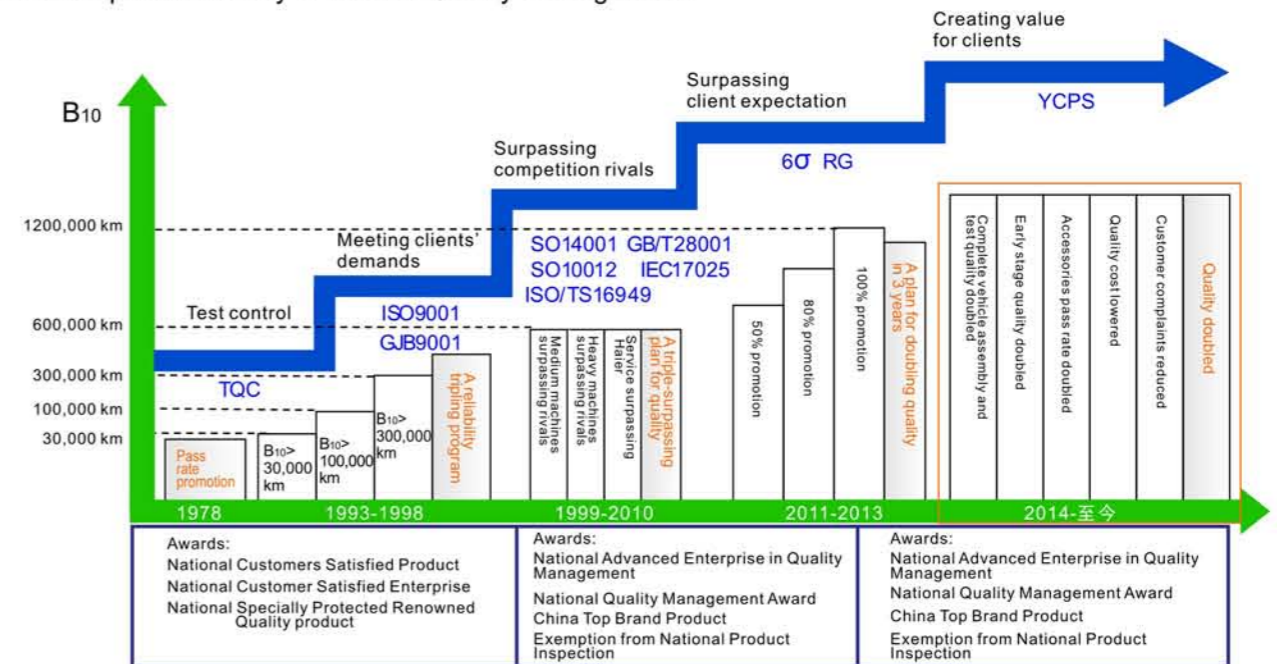 Creating value
for clients
Surpassing
client expectation
YCPS
B10
Surpassing
competition rivals
6σ RG
1200,000 km
Meeting clients'
demands
SO14001 GB/T28001
SO10012 IEC17025
ISO/TS16949
Test control
ISO9001
600,000 km
GJB9001
TQC
300,000 km
100,000 km
30,000 km
Pass
rate
promotion
B10>
30,000
km
B10>
100,000
km
B10>
300,000
km
A reliability
tripling program
Medium machines
surpassing rivals
Heavy machines
surpassing rivals
Service surpassing
Haier
A triple-surpassing
plan for quality
50% promotion
80% promotion
100% promotion
A plan for doubling quality
in 3 years
Complete vehicle assembly and
test quality doubled
Early stage quality doubled
Accessories pass rate doubled
Quality cost lowered
Customer complaints reduced
Quality doubled
1978
1993-1998
1999-2010
2011-2013
2014-至今
Awards:
National Customers Satisfied Product
National Customer Satisfied Enterprise
National Specially Protected Renowned
Quality product
Awards:
National Advanced Enterprise in Quality
Management
National Quality Management Award
China Top Brand Product
Exemption from National Product
Inspection
Awards:
National Advanced Enterprise in Quality
Management
National Quality Management Award
China Top Brand Product
Exemption from National Product
Inspection